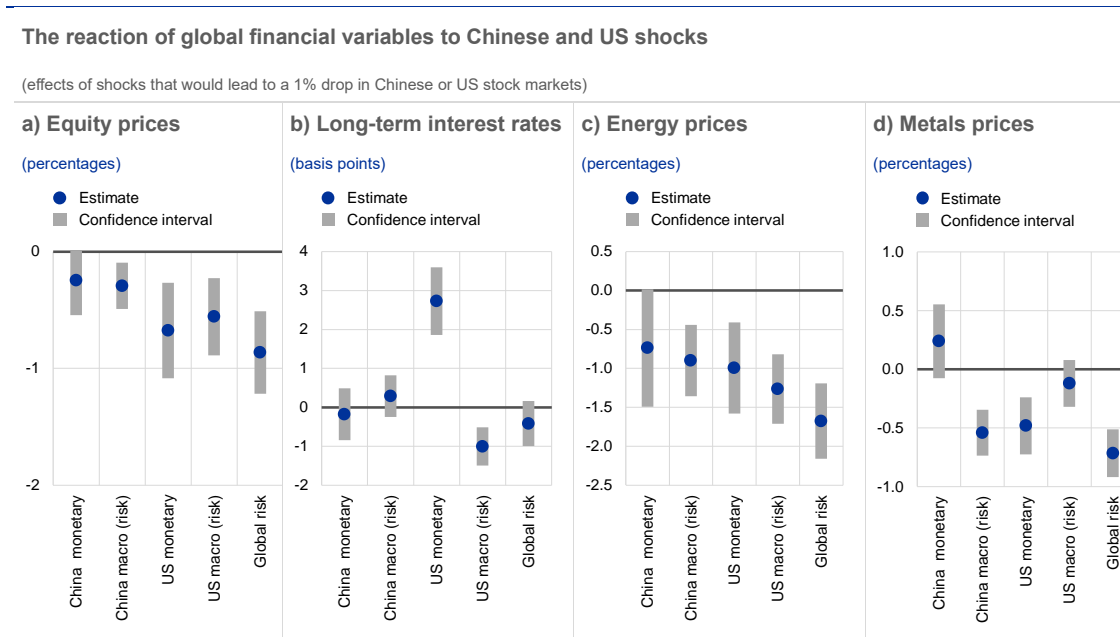 The reaction of global financial variables to Chinese and US shocks
(effects of shocks that would lead to a 1% drop in Chinese or US stock markets)
a) Equity prices
(percentages)
Estimate
Confidence interval
0
-1
-2
China monetary
China macro (risk)
US monetary
US macro (risk)
Global risk
b) Long-term interest rates
(basis points)
Estimate
Confidence interval
4
3
2
1
0
-1
-2
China monetary
China macro (risk)
US monetary
US macro (risk)
Global risk
c) Energy prices
(percentages)
Estimate
Confidence interval
0.5
0.0
-0.5
-1.0
-1.5
-2.0
-2.5
China monetary
China macro (risk)
US monetary
US macro (risk)
Global risk
d) Metals prices
(percentages)
Estimate
Confidence interval
1.0
0.5
0.0
-0.5
-1.0
China monetary
China macro (risk)
US monetary
US macro (risk)
Global risk